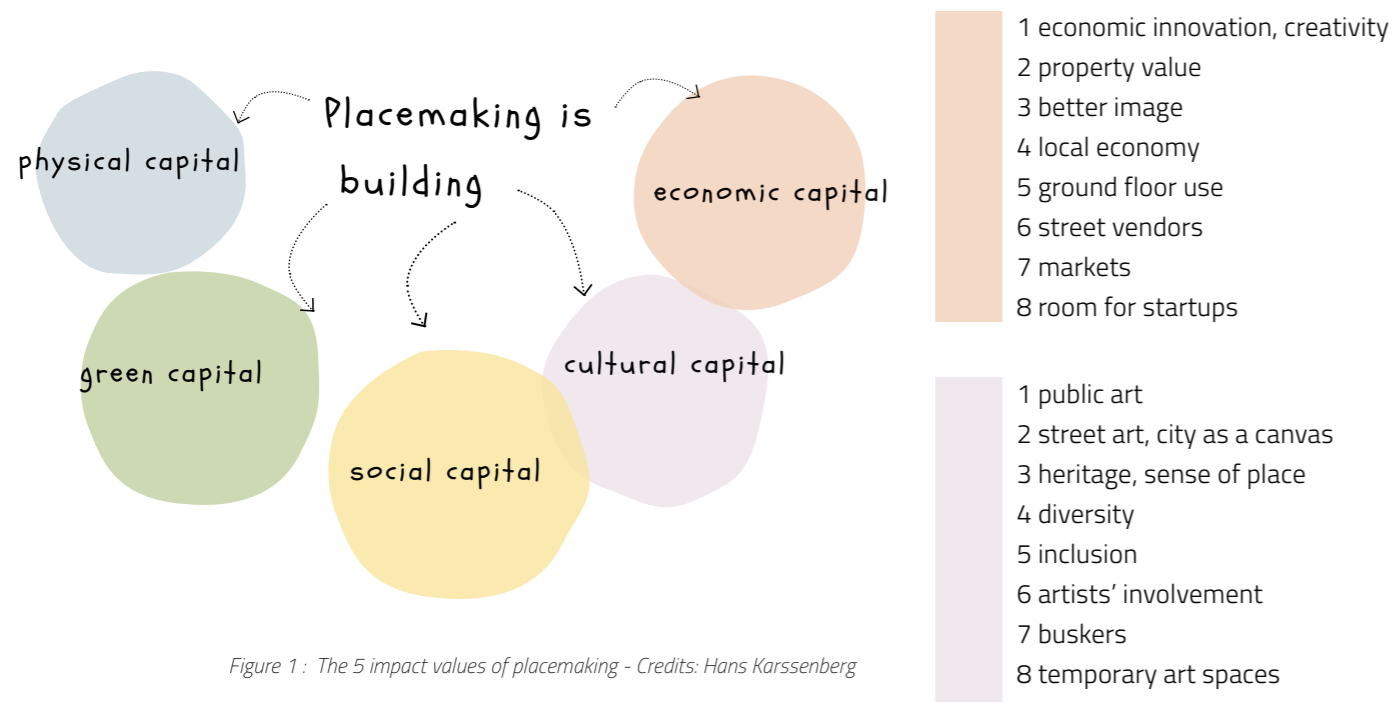 Placemaking is
building
physical capital
economic capital
green capital
cultural capital
social capital
Figure 1 : The 5 impact values of placemaking - Credits: Hans Karssenberg
1 economic innovation, creativity
2 property value
3 better image
4 local economy
5 ground floor use
6 street vendors
7 markets
8 room for startups
1 public art
2 street art, city as a canvas
3 heritage, sense of place
4 diversity
5 inclusion
6 artists’ involvement
7 buskers
8 temporary art spaces